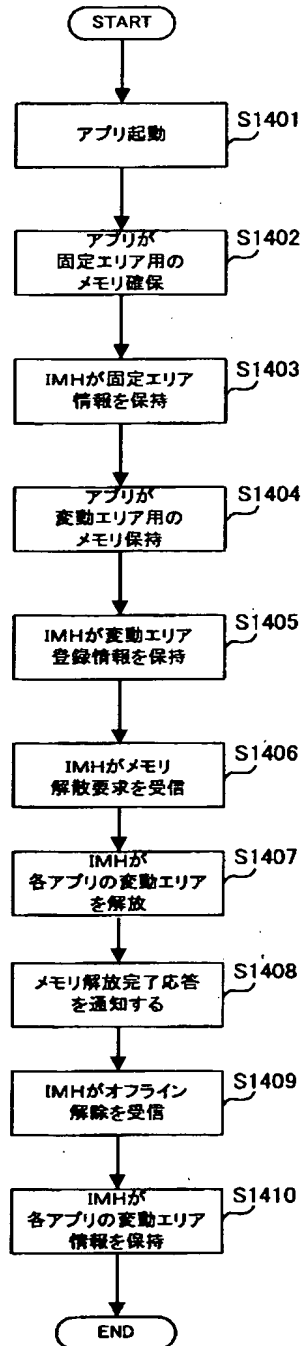 START
アプリ起動
S1401
アプリが
固定エリア用の
メモリ確保
S1402
IMHが固定エリア
情報を保持
S1403
アプリが
変動エリア用の
メモリ保持
S1404
IMHが変動エリア
登録情報を保持
S1405
IMHがメモリ
解散要求を受信
S1406
IMHが
各アプリの変動エリア
を解放
S1407
メモリ解放完了応答
を通知する
S1408
IMHがオフライン
解除を受信
S1409
IMHが
各アプリの変動エリア
情報を保持
S1410
END